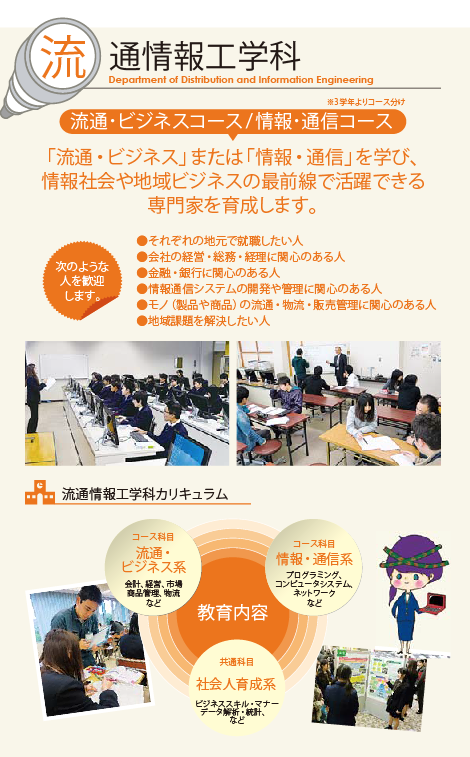 流通情報工学科
Department of Distribution and Information Engineering
※3学年よりコース分け
流通・ビジネスコース/情報・通信コース
「流通・ビジネス」または「情報・通信」を学び、
情報社会や地域ビジネスの最前線で活躍できる
専門家を育成します。
次のような
人を歓迎
します。
●それぞれの地元で就職したい人
●会社の経営・総務・経理に関心のある人
●金融・銀行に関心のある人
●情報通信システムの開発や管理に関心のある人
●モノ(製品や商品)の流通・物流・販売管理に関心のある人
●地域課題を解決したい人
流通情報工学科カリキュラム
コース科目
流通・
ビジネス系
会計、経営、市場
商品管理、物流
など
コース科目
情報・通信系
プログラミング、
コンピュータシステム、
ネットワーク
など
教育内容
共通科目
社会人育成系
ビジネススキル・マナー
データ解析・統計、
など